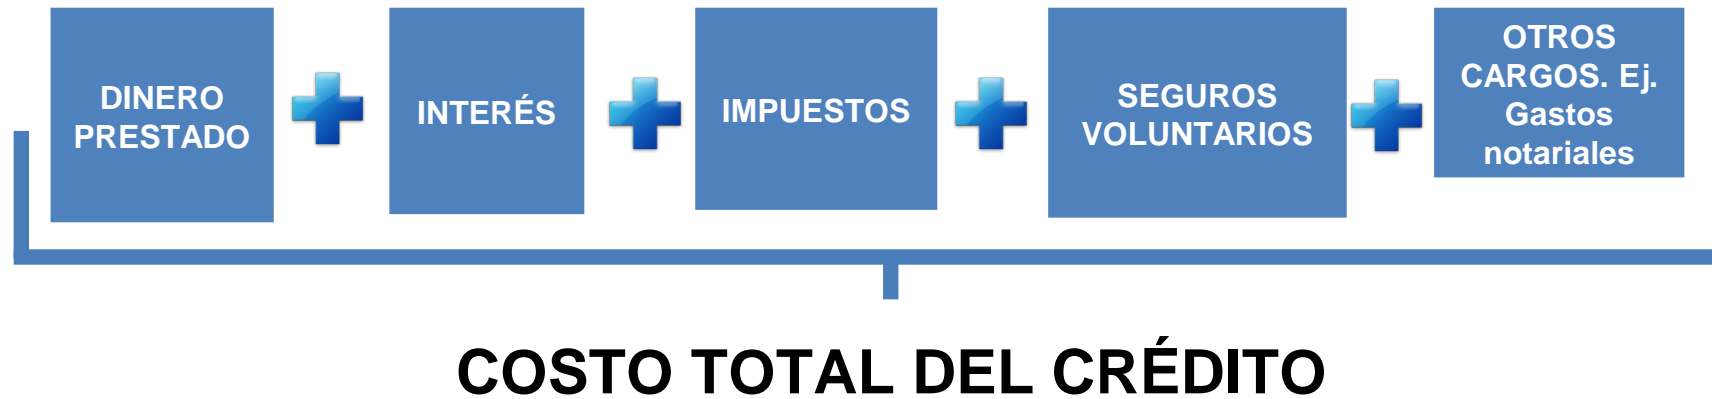 DINERO
PRESTADO
INTERÉS
IMPUESTOS
SEGUROS
VOLUNTARIOS
OTROS
CARGOS. Ej.
Gastos
notariales
COSTO TOTAL DEL CRÉDITO